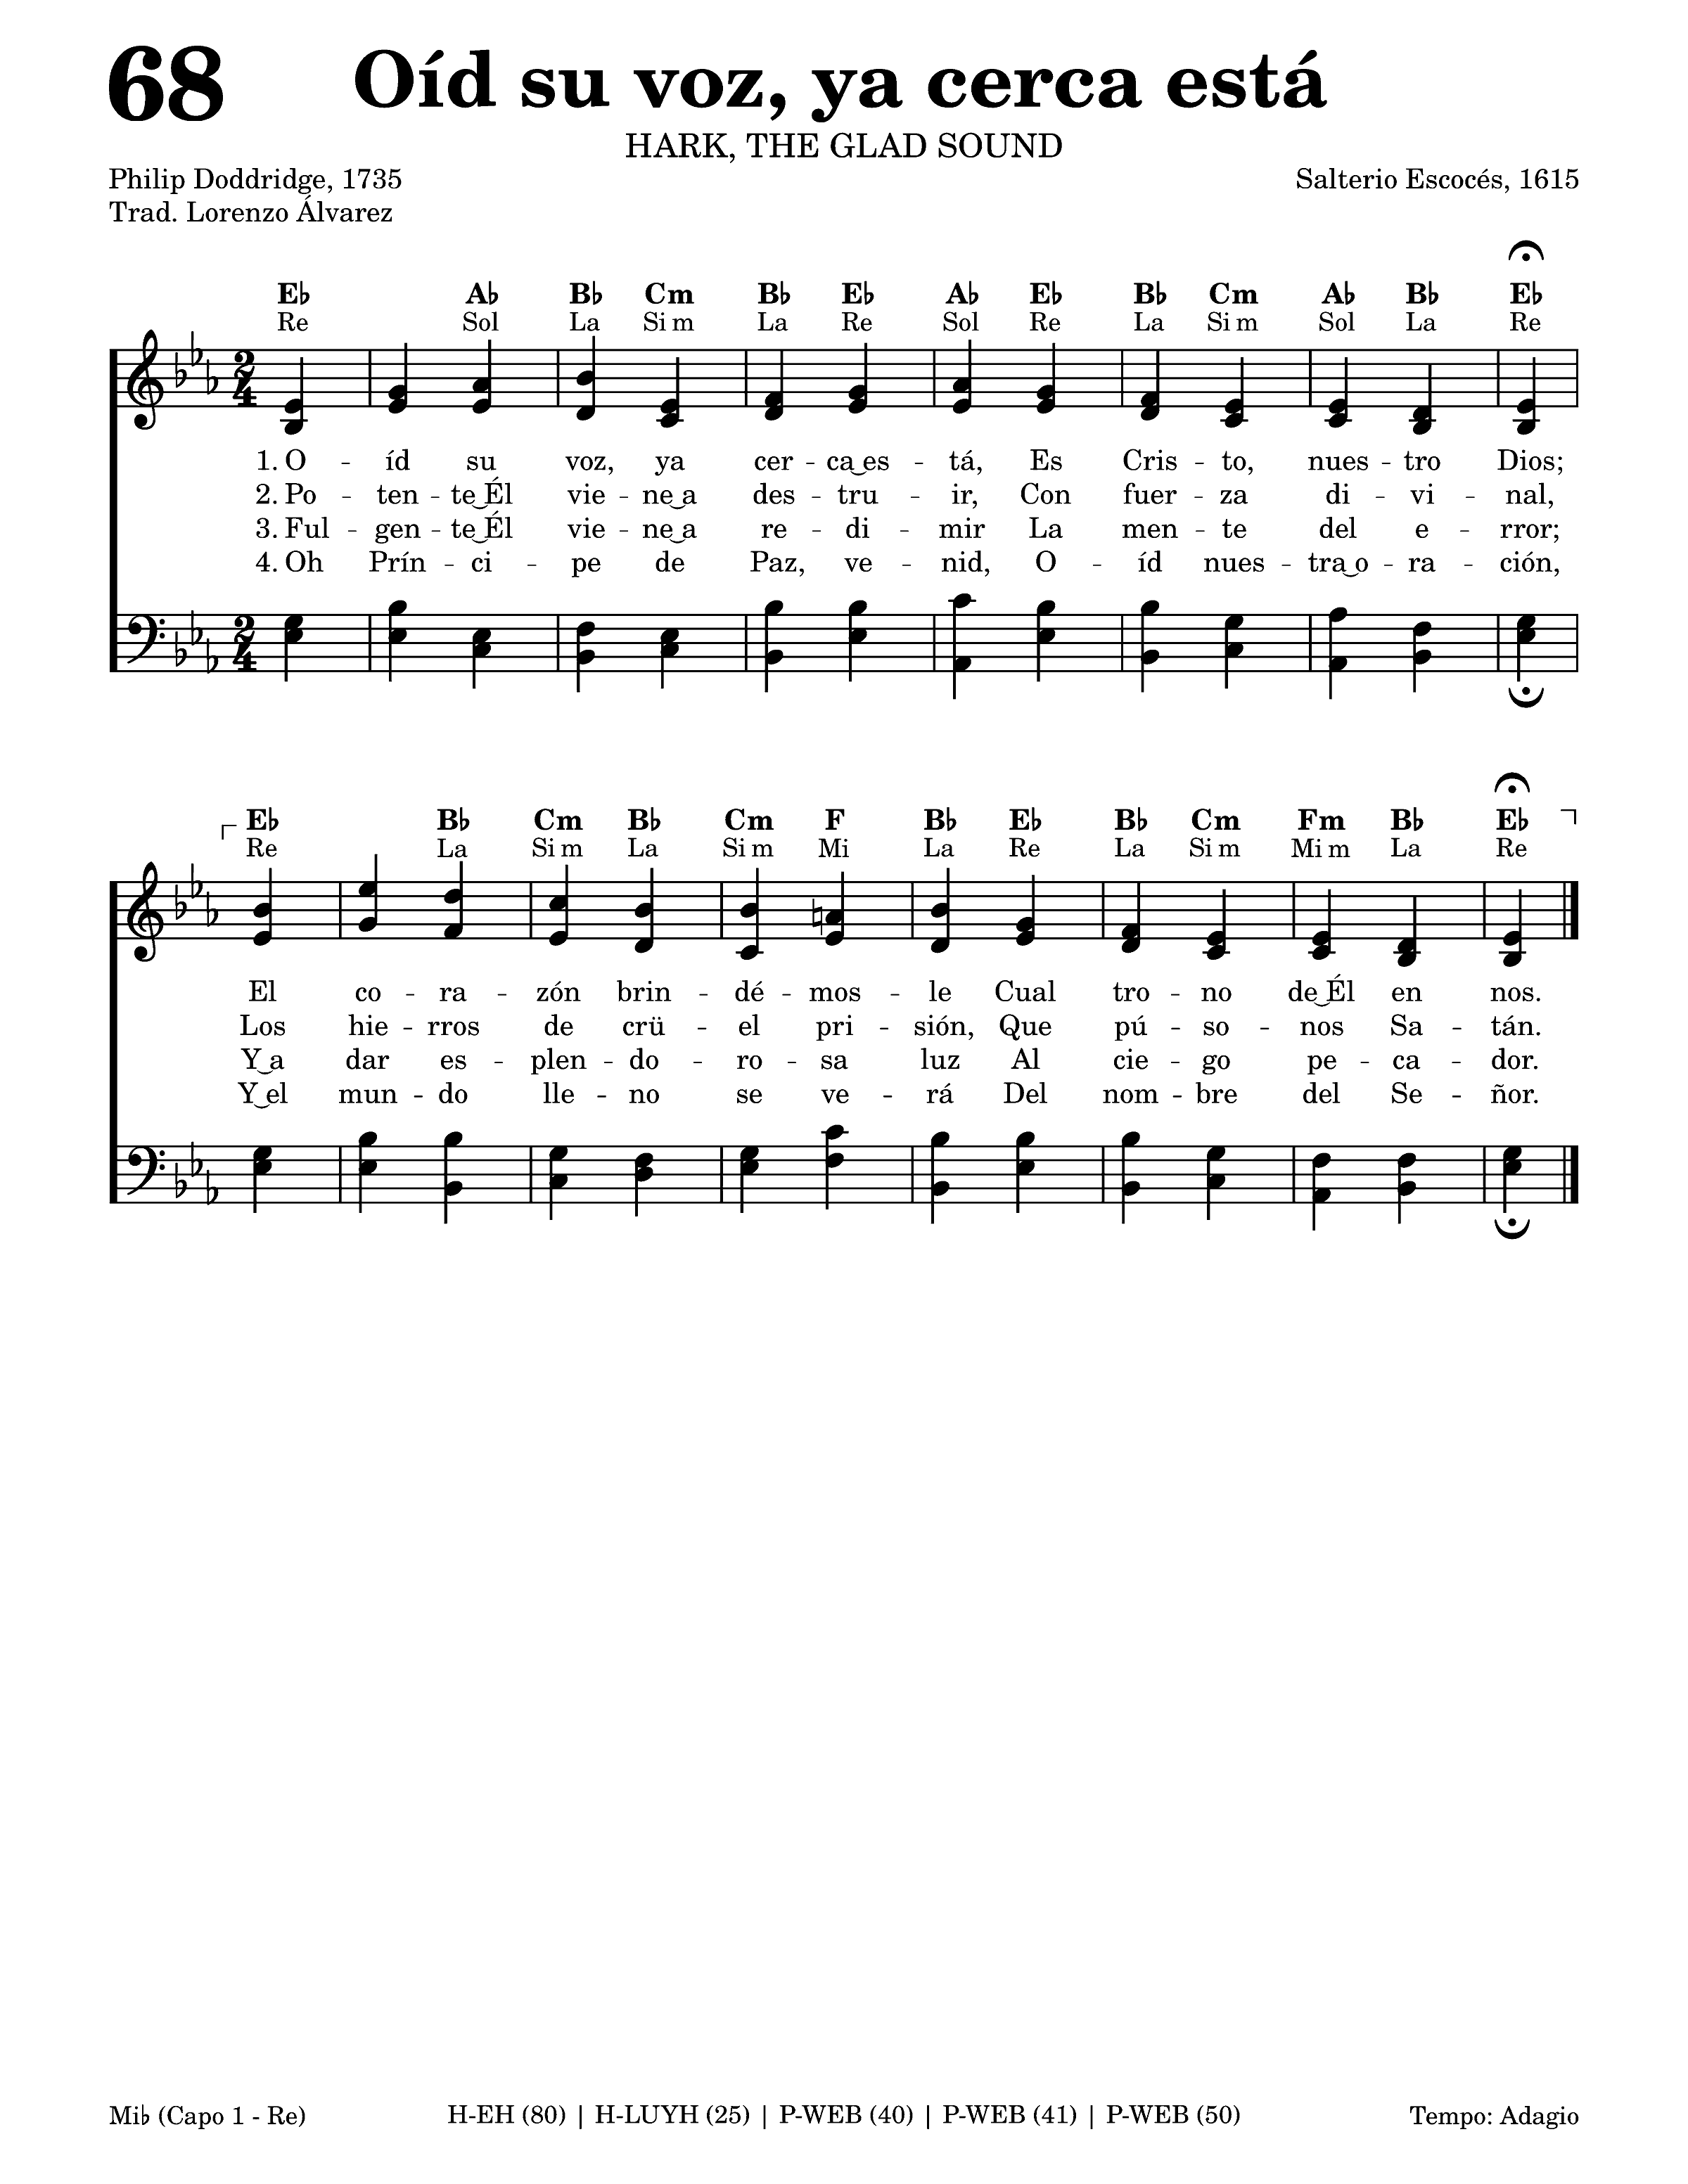 68 Oíd su voz, ya cerca está
HARK, THE GLAD SOUND
Philip Doddridge, 1735 Salterio Escocés, 1615
Trad. Lorenzo Álvarez
E♭ A♭ B♭ Cm B♭ E♭ A♭ E♭ B♭ Cm A♭ B♭ E♭
Re Sol La Si m La Re Sol Re La Si m Sol La Re
1. O -- íd su voz, ya cer -- ca‿es -- tá, Es Cris -- to, nues -- tro Dios;
2. Po -- ten -- te‿Él vie -- ne‿a des -- tru -- ir, Con fuer -- za di -- vi -- nal,
3. Ful -- gen -- te‿Él vie -- ne‿a re -- di -- mir La men -- te del e -- rror;
4. Oh Prín -- ci -- pe de Paz, ve -- nid, O -- íd nues -- tra‿o -- ra -- ción,
E♭ B♭ Cm B♭ Cm F B♭ E♭ B♭ Cm Fm B♭ E♭
Re La Si m La Si m Mi La Re La Si m Mi m La Re
El co -- ra -- zón brin -- dé -- mos -- le Cual tro -- no de‿Él en nos.
Los hie -- rros de crü -- el pri -- sión, Que pú -- so -- nos Sa -- tán.
Y‿a dar es -- plen -- do -- ro -- sa luz Al cie -- go pe -- ca -- dor.
Y‿el mun -- do lle -- no se ve -- rá Del nom -- bre del Se -- ñor.
Mi♭ (Capo 1 - Re) H-EH (80) | H-LUYH (25) | P-WEB (40) | P-WEB (41) | P-WEB (50) Tempo: Adagio